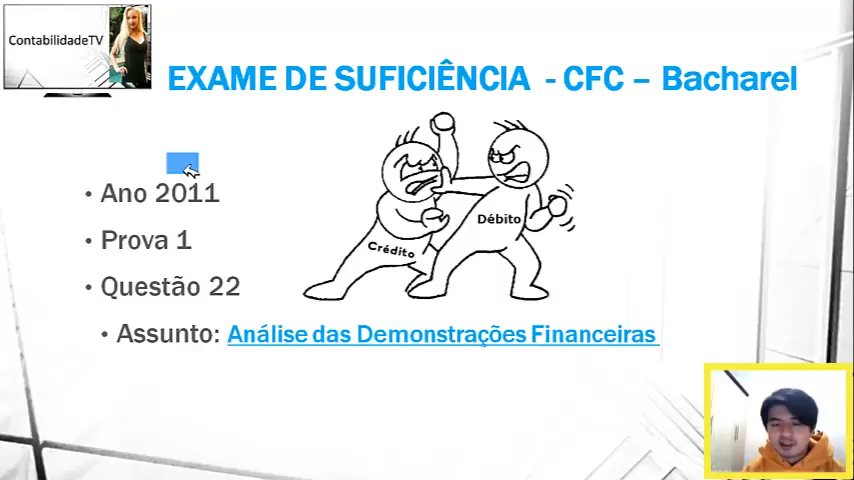 ContabilidadeTV
EXAME DE SUFICIÊNCIA - CFC – Bacharel
• Ano 2011
• Prova 1
• Questão 22
• Assunto: Análise das Demonstrações Financeiras
Crédito
Débito